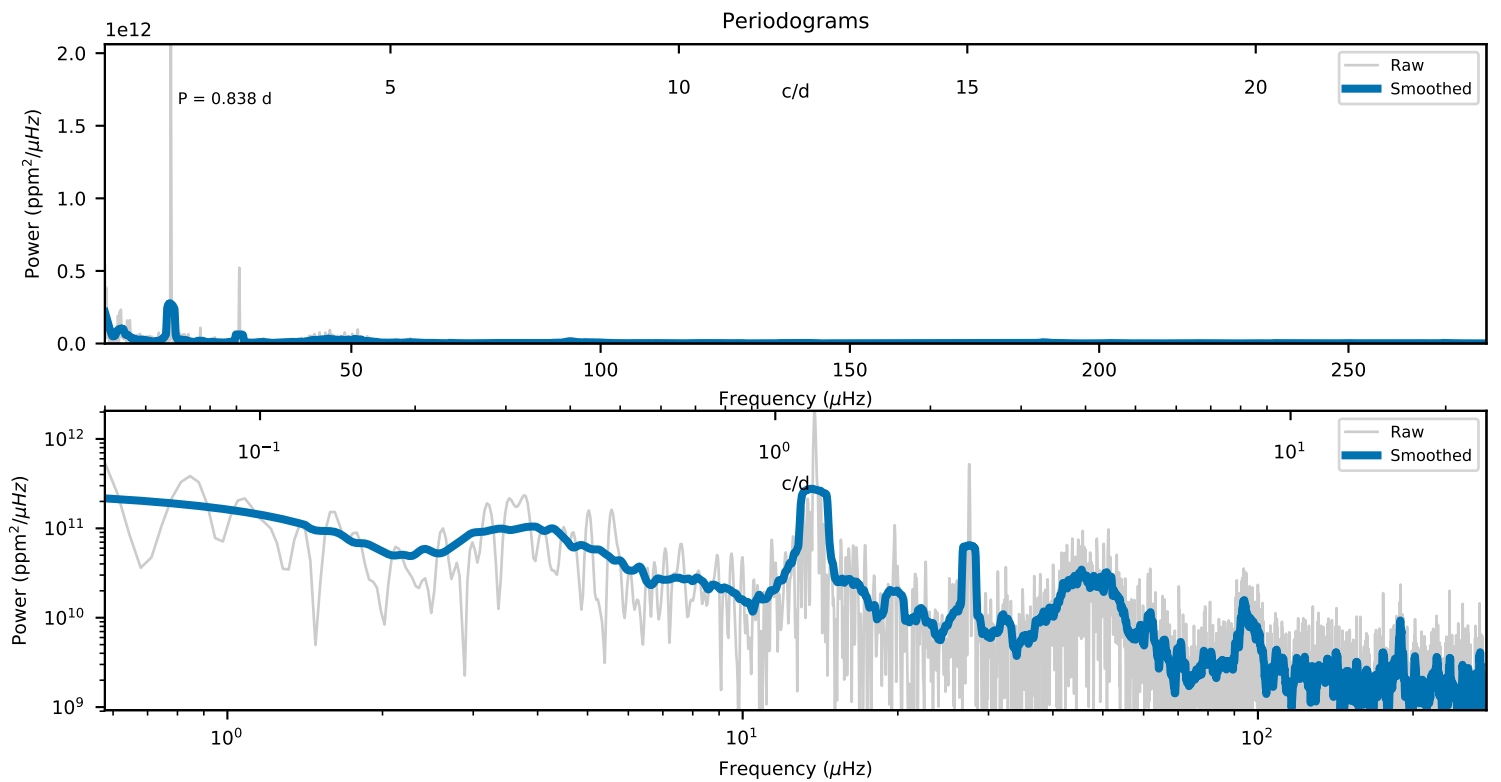 Periodograms
1e12
5 10 c/d 15 20
P = 0.838 d
Raw
Smoothed
Power (ppm²/μHz)
2.0
1.5
1.0
0.5
0.0
50 100 150 200 250
Frequency (μHz)
10⁻¹ 10⁰ 10¹
c/d
Raw
Smoothed
Power (ppm²/μHz)
10¹²
10¹¹
10¹⁰
10⁹
10⁰ 10¹ 10²
Frequency (μHz)